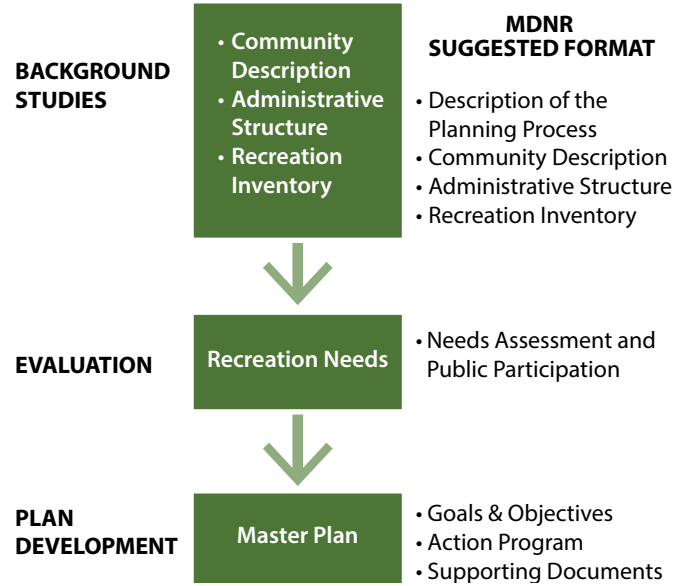 MDNR
SUGGESTED FORMAT
BACKGROUND
STUDIES
• Community
Description
• Administrative
Structure
• Recreation
Inventory
• Description of the
Planning Process
• Community Description
• Administrative Structure
• Recreation Inventory
EVALUATION
Recreation Needs
• Needs Assessment and
Public Participation
PLAN
DEVELOPMENT
Master Plan
• Goals & Objectives
• Action Program
• Supporting Documents